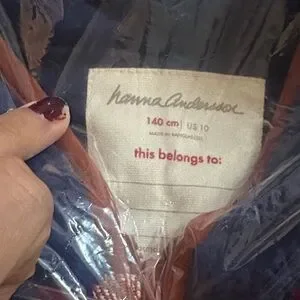 hanna andersson
140 cm | US 10
MADE IN BANGLADESH
this belongs to: